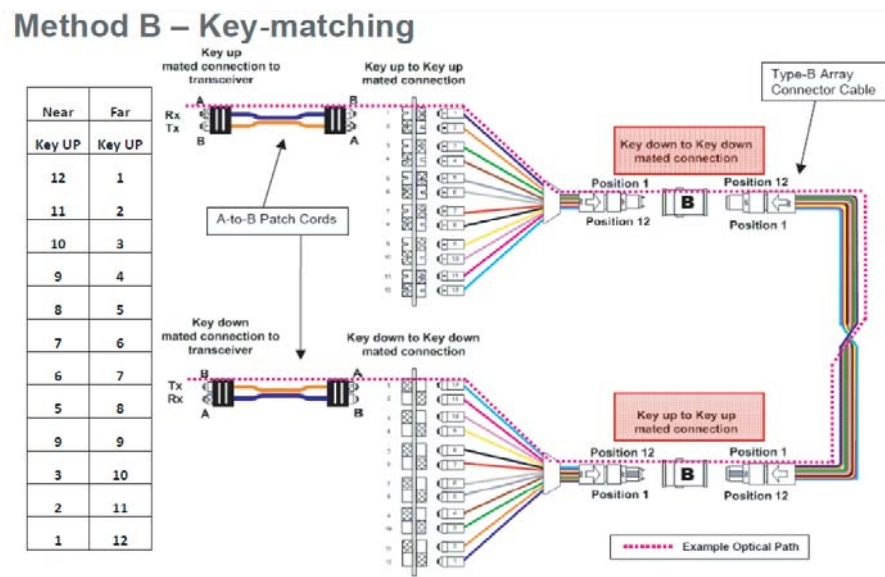 Method B – Key-matching
Near Far
Key UP Key UP
12 1
11 2
10 3
9 4
8 5
7 6
6 7
5 8
9 9
3 10
2 11
1 12
Key up
mated connection to
transceiver
A
Rx
Tx
B
B
A
A-to-B Patch Cords
Key up to Key up
mated connection
Key down to Key down
mated connection
Position 1
Position 12
B
Position 12
Position 1
Type-B Array
Connector Cable
Key down
mated connection to
transceiver
B
Tx
Rx
A
A
B
Key down to Key down
mated connection
Key up to Key up
mated connection
Position 12
Position 1
B
Position 1
Position 12
Example Optical Path